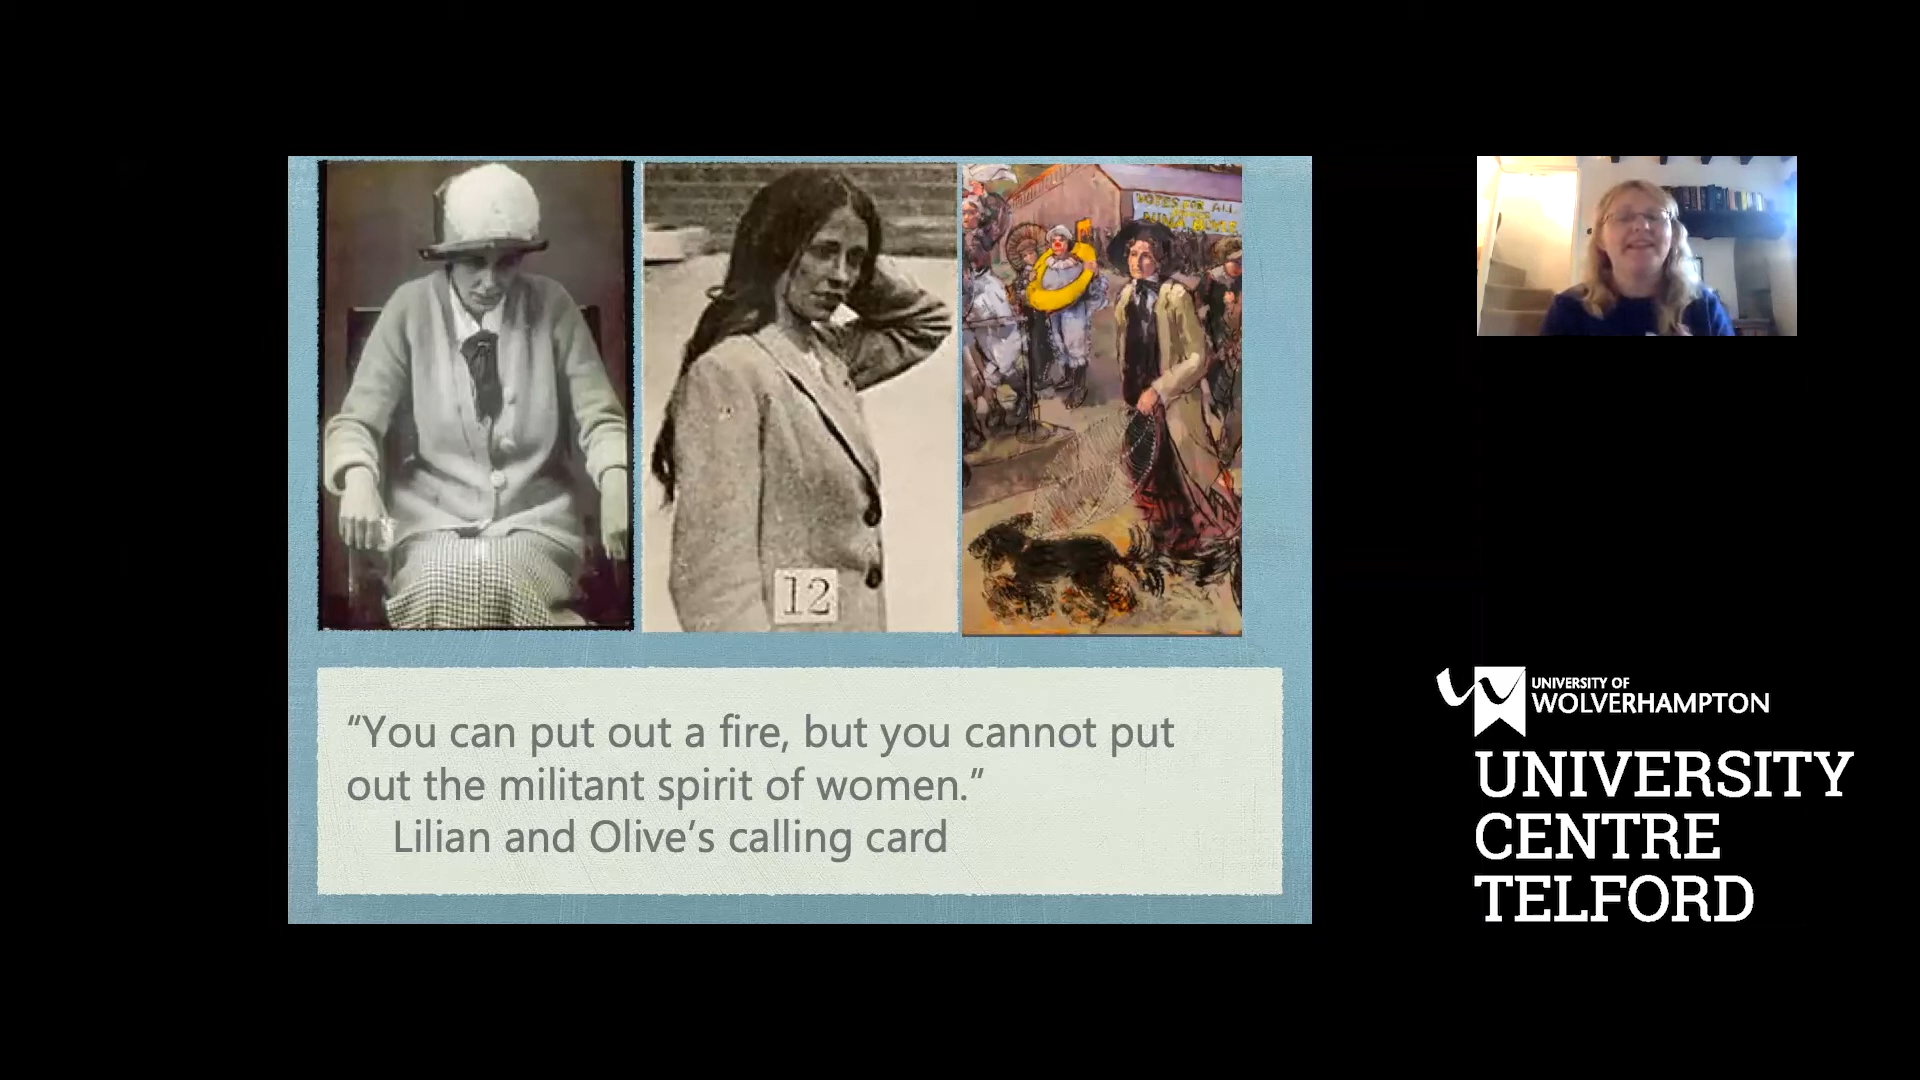 VOTES FOR ALL
12
“You can put out a fire, but you cannot put
out the militant spirit of women.”
Lilian and Olive’s calling card
UNIVERSITY OF
WOLVERHAMPTON
UNIVERSITY
CENTRE
TELFORD